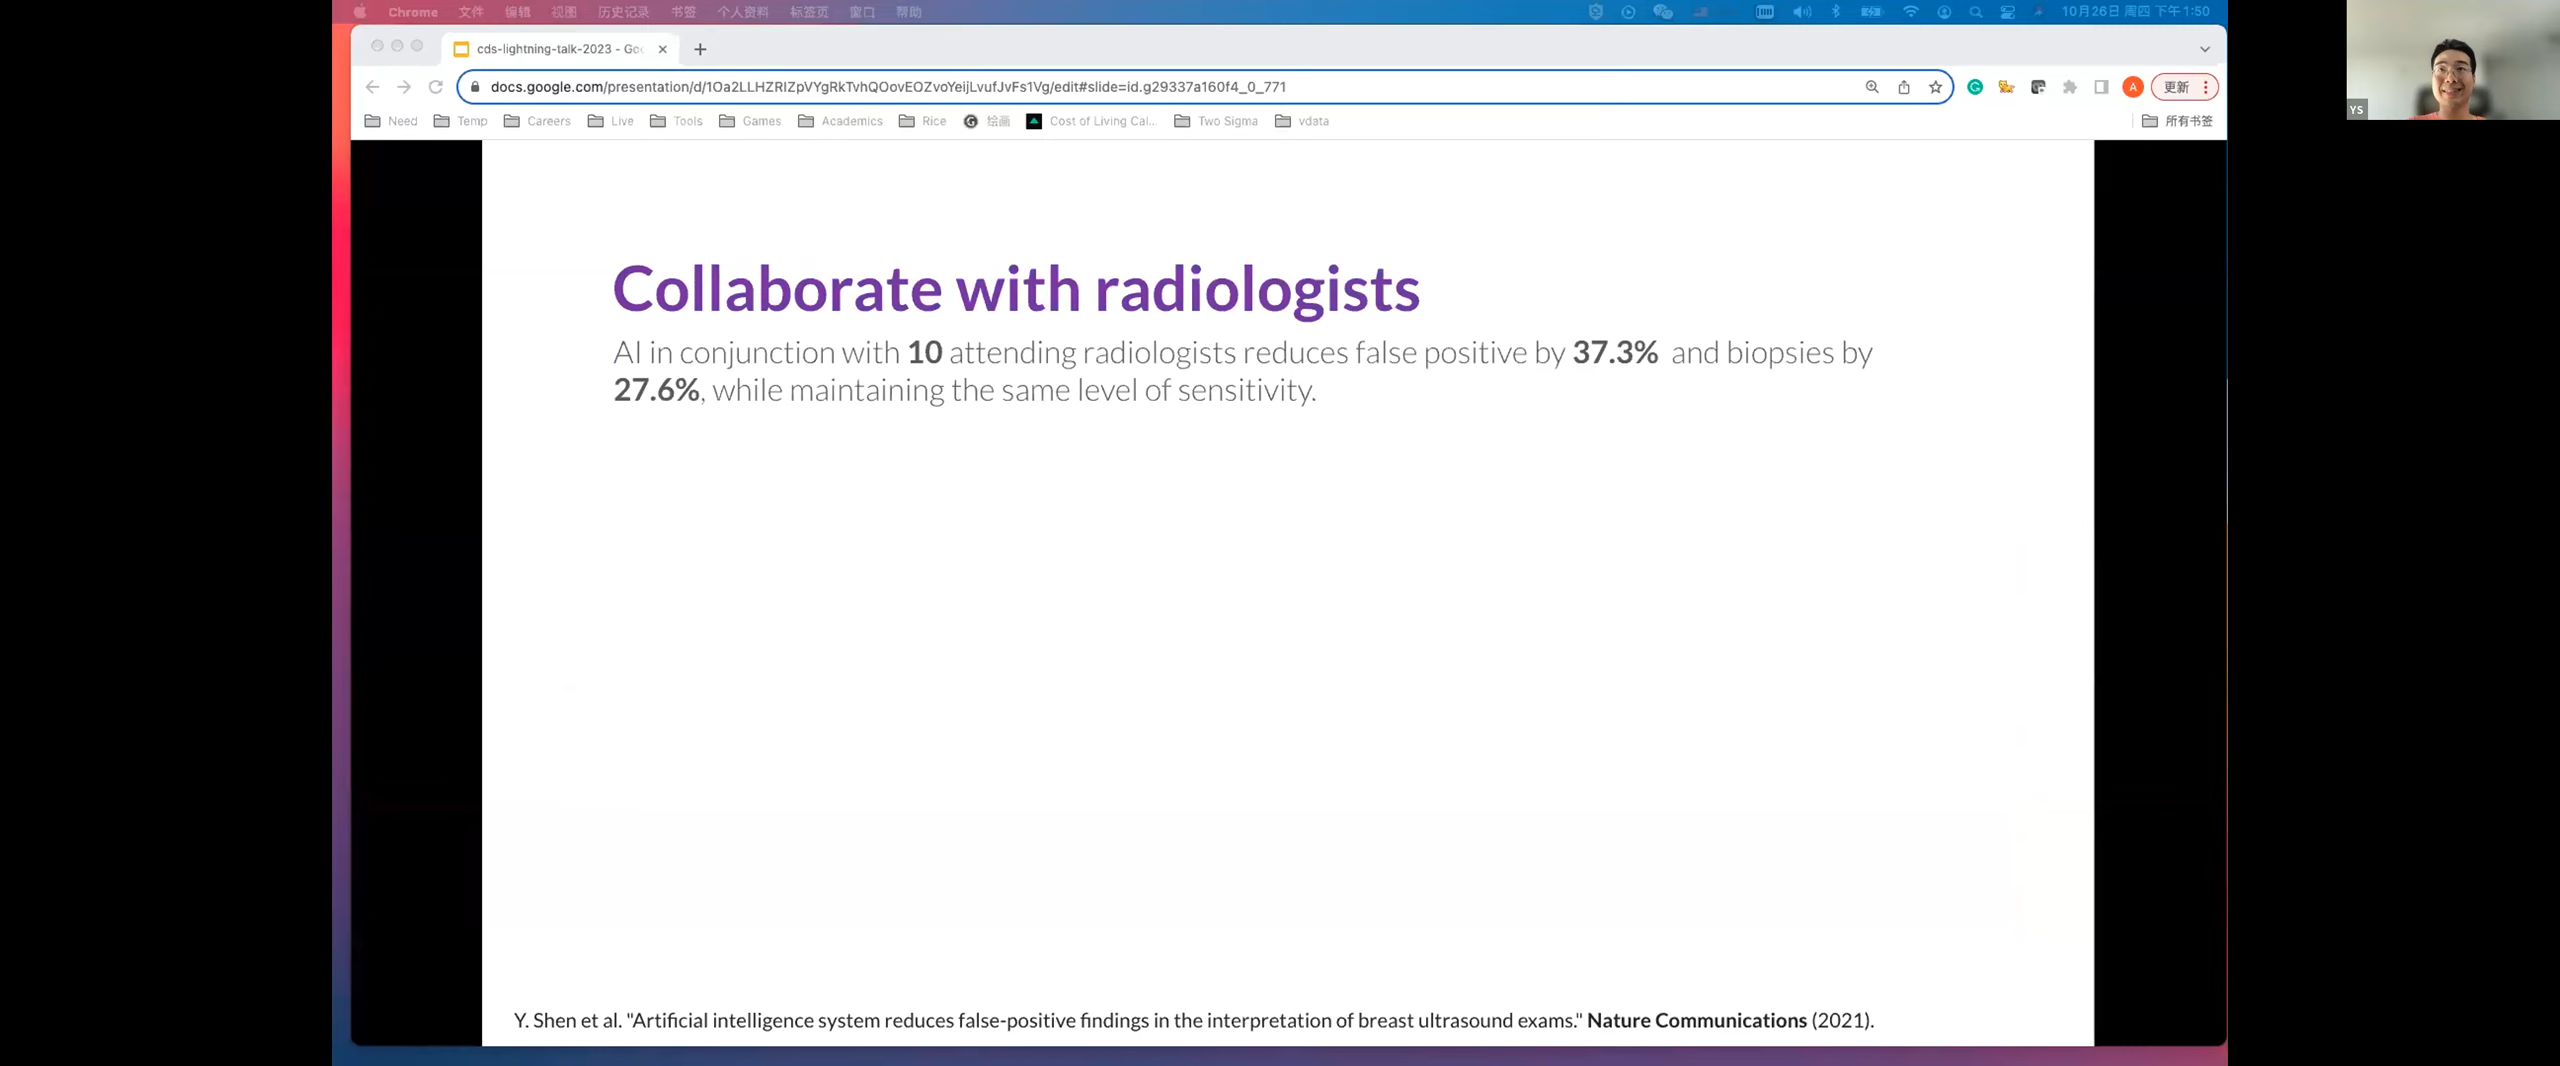 Chrome 文件 编辑 视图 历史记录 书签 个人资料 标签页 窗口 帮助 10月26日 周四 下午1:50
cds-lightning-talk-2023 - Goo
docs.google.com/presentation/d/1Oa2LLHZRIZpVYgRkTvhQOovEOZvoYeijLvufJvFs1Vg/edit#slide=id.g29337a160f4_0_771 A 更新
Need Temp Careers Live Tools Games Academics Rice 绘画 Cost of Living Cal... Two Sigma vdata 所有书签
YS
Collaborate with radiologists
AI in conjunction with 10 attending radiologists reduces false positive by 37.3% and biopsies by
27.6%, while maintaining the same level of sensitivity.
Y. Shen et al. "Artificial intelligence system reduces false-positive findings in the interpretation of breast ultrasound exams." Nature Communications (2021).